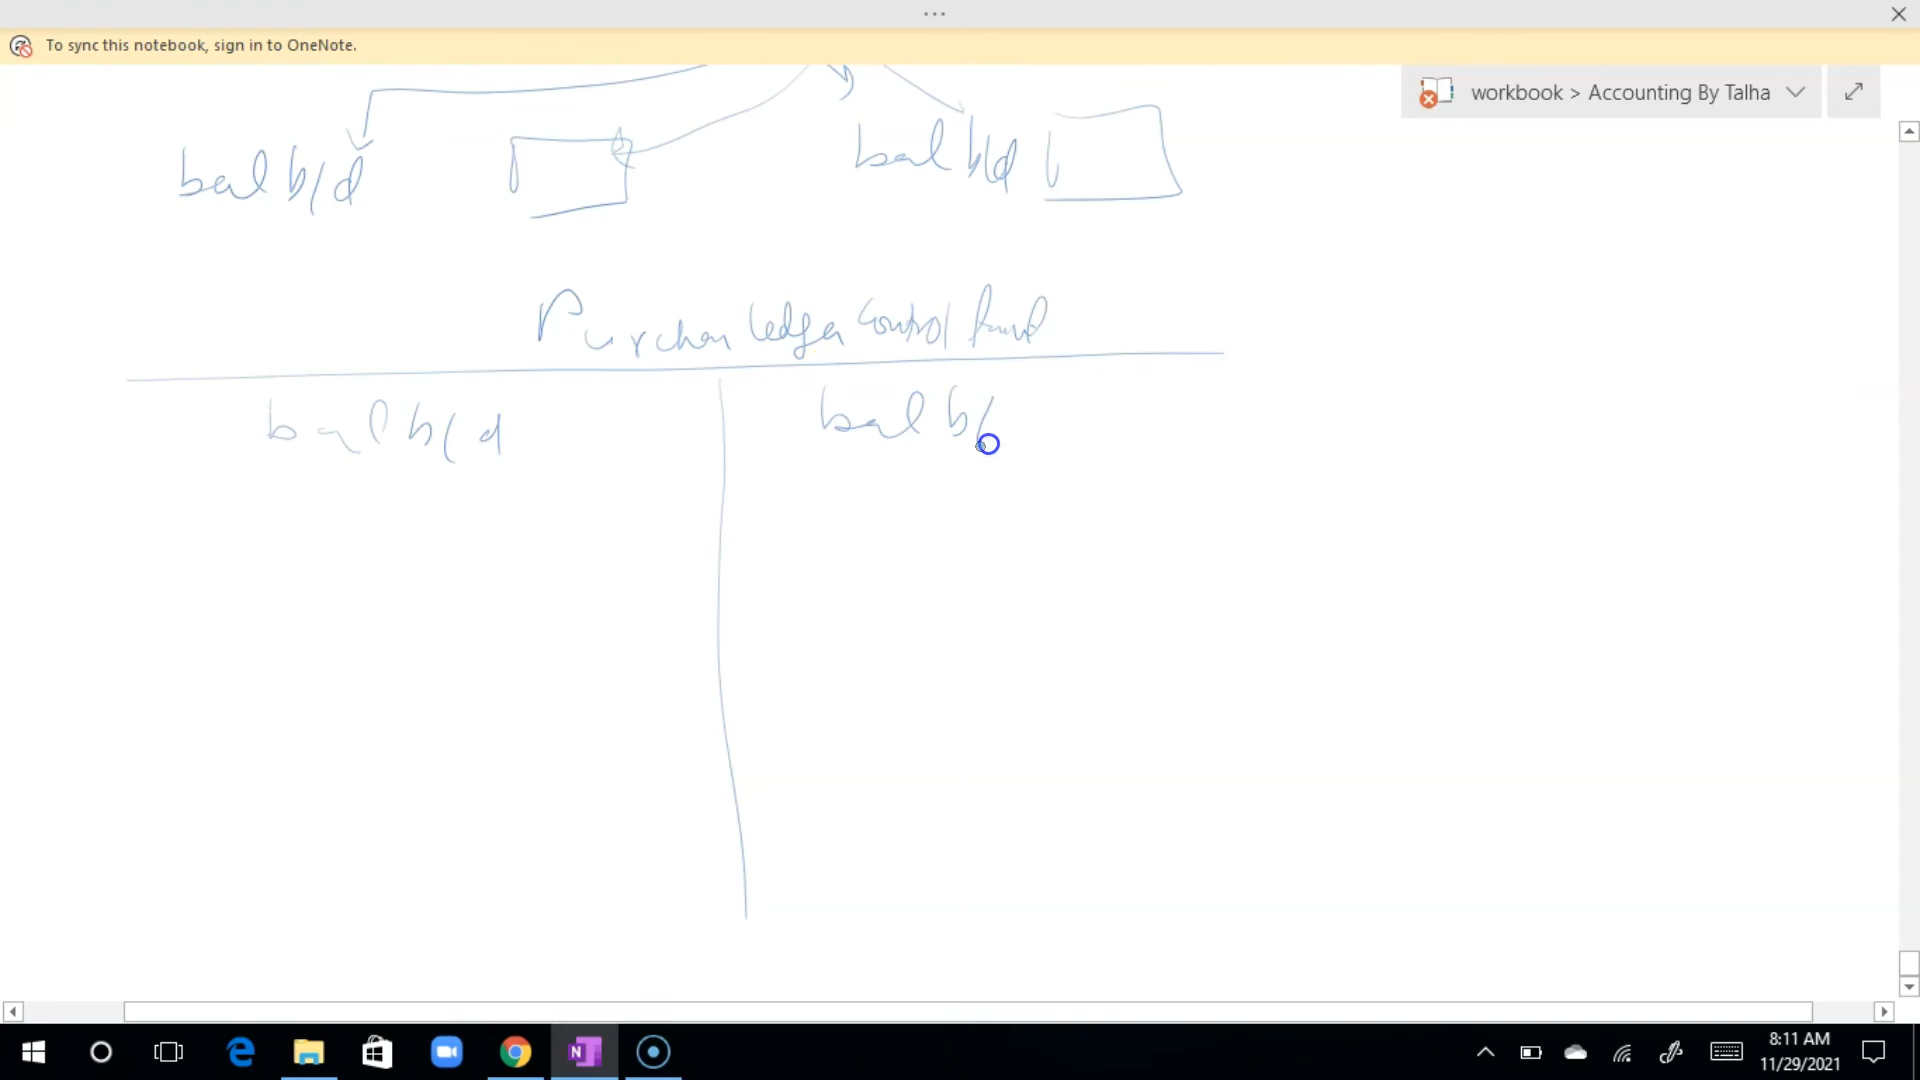 To sync this notebook, sign in to OneNote.
workbook > Accounting By Talha
bal b/d
bal b/d
ledger control
bal b/d
bal b/
8:11 AM
11/29/2021